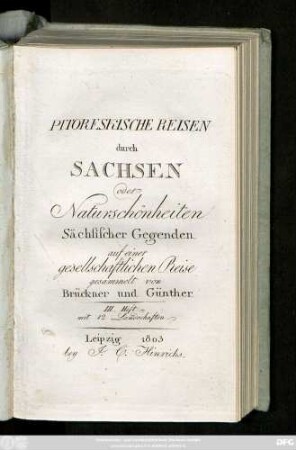 PITORESKISCHE REISEN
durch
SACHSEN
oder
Naturschönheiten
Sächsischer Gegenden
auf einer
gesellschaftlichen Reise
gesammelt von
Brückner und Günther.
III. Heft
mit 12 Landschaften
Leipzig 1803
bey J. C. Hinrichs.